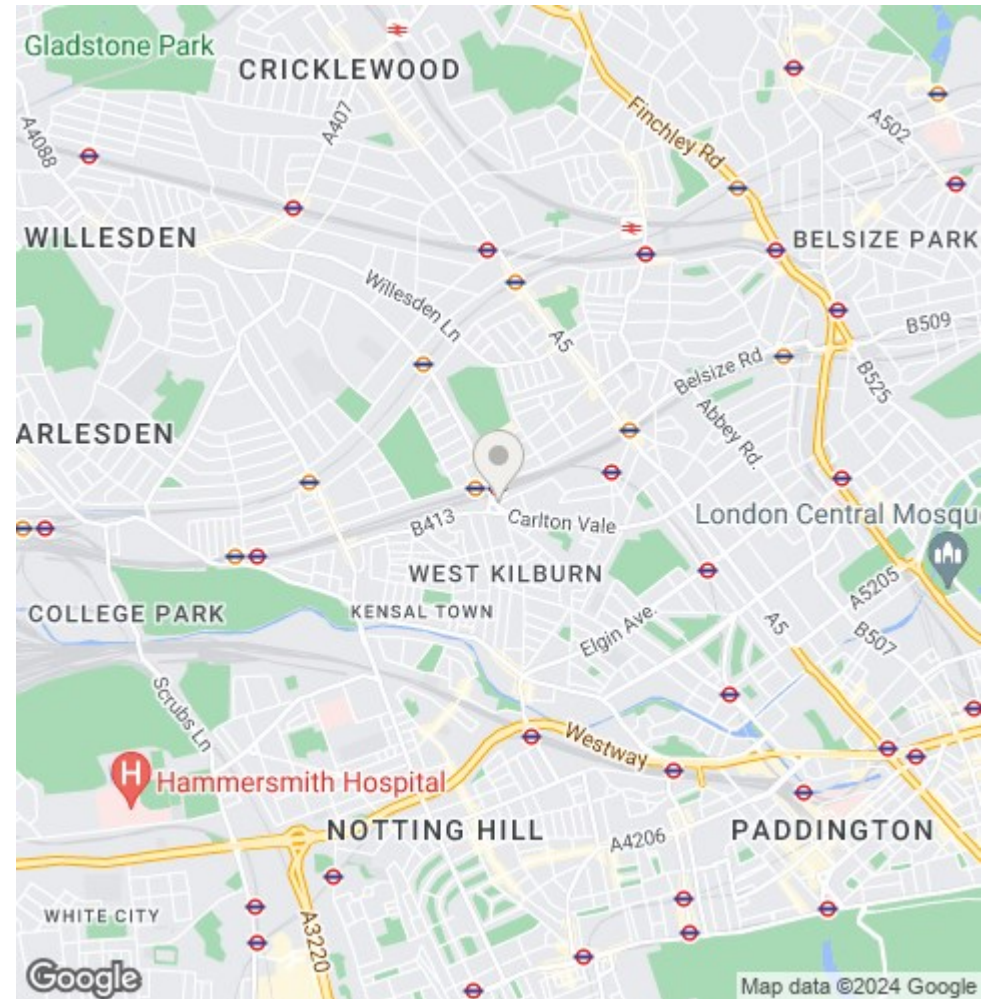 Gladstone Park
CRICKLEWOOD
A4088
A407
Finchley Rd
A502
WILLESDEN
BELSIZE PARK
Willesden Ln
A5
B509
Belsize Rd
B525
ARLESDEN
Abbey Rd.
B413
Carlton Vale
London Central Mosqu
WEST KILBURN
A5205
COLLEGE PARK
KENSAL TOWN
Elgin Ave.
A5
B507
Scrubs Ln
Westway
H
Hammersmith Hospital
NOTTING HILL
A4206
PADDINGTON
WHITE CITY
A3220
Google
Map data ©2024 Google